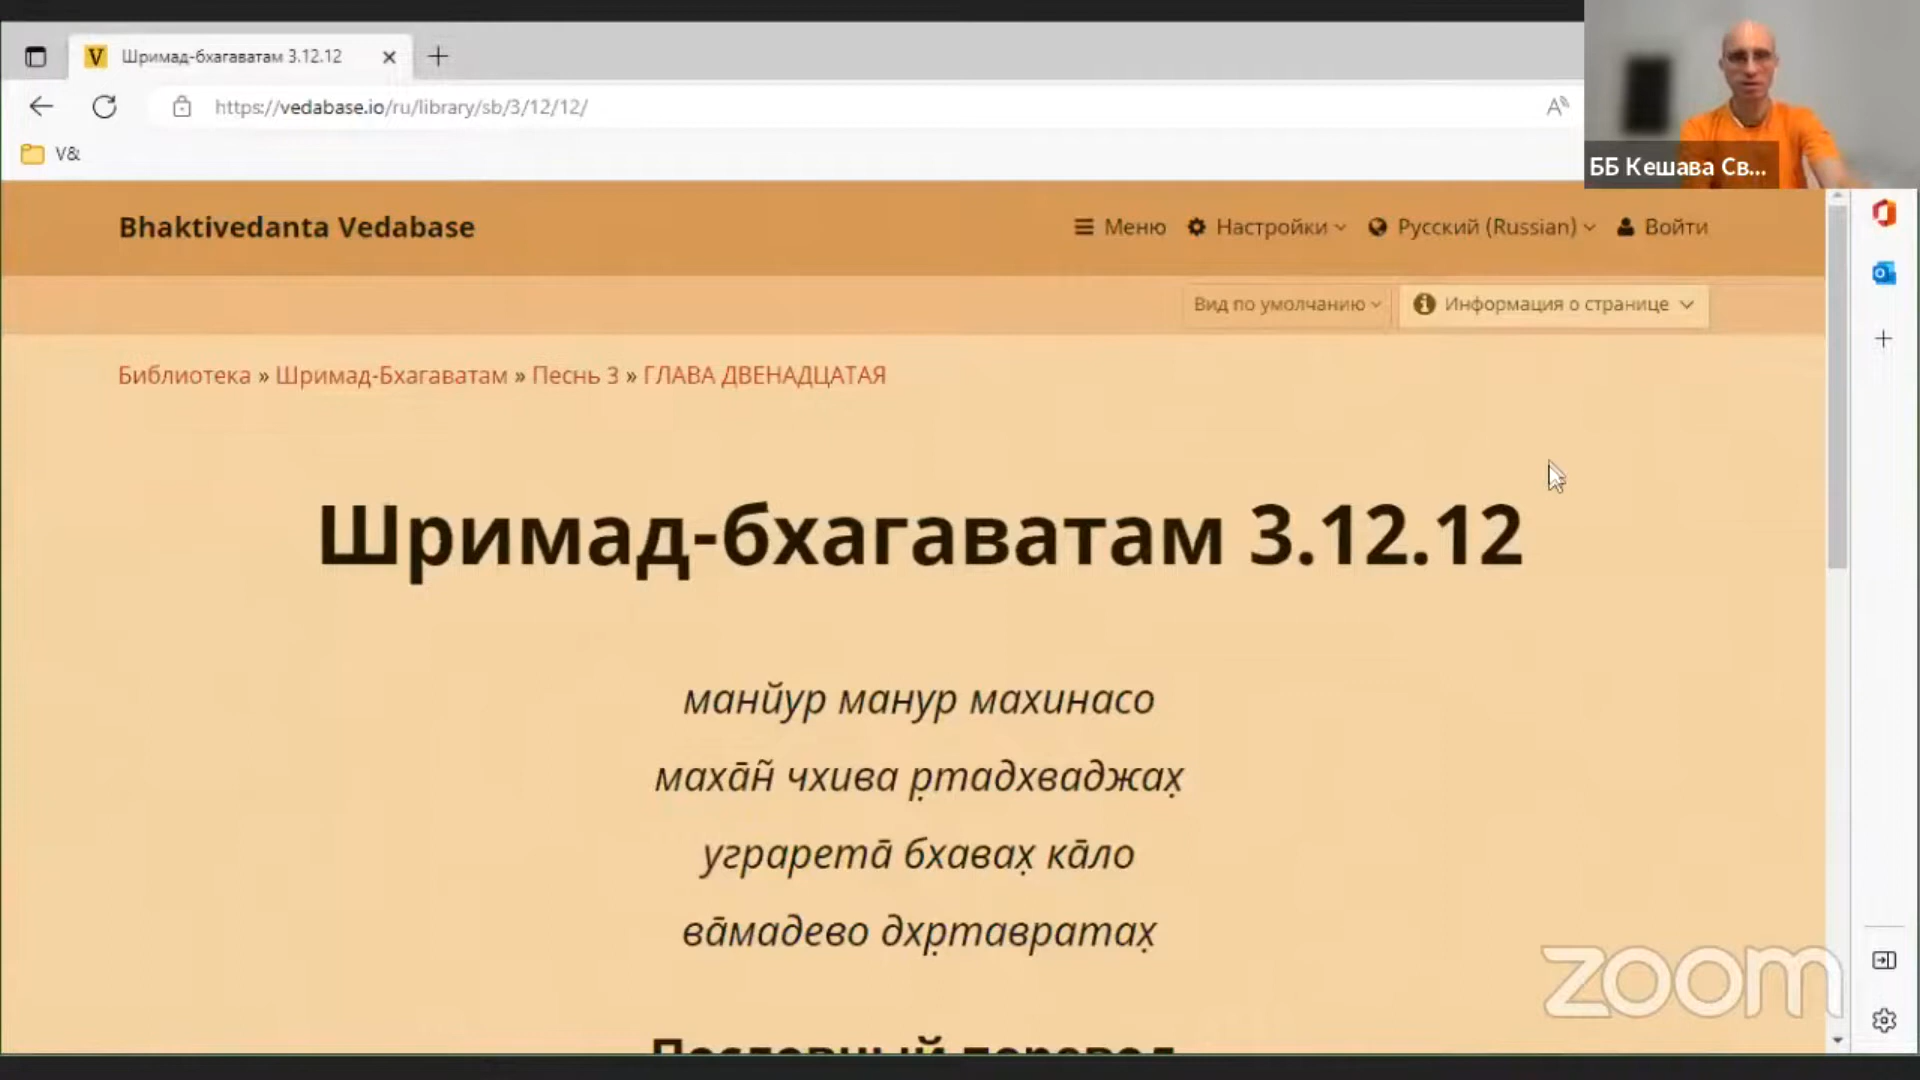 Шримад-бхагаватам 3.12.12
https://vedabase.io/ru/library/sb/3/12/12/
V&
ББ Кешава Св...
Bhaktivedanta Vedabase
Меню Настройки Русский (Russian) Войти
Вид по умолчанию Информация о странице
Библиотека » Шримад-Бхагаватам » Песнь 3 » ГЛАВА ДВЕНАДЦАТАЯ
Шримад-бхагаватам 3.12.12
манйур манур махинасо
маха̄н̃ чхива р̣тадхваджах̣
уграрета̄ бхавах̣ ка̄ло
ва̄мадево дхр̣тавратах̣
Пословный перевод
zoom